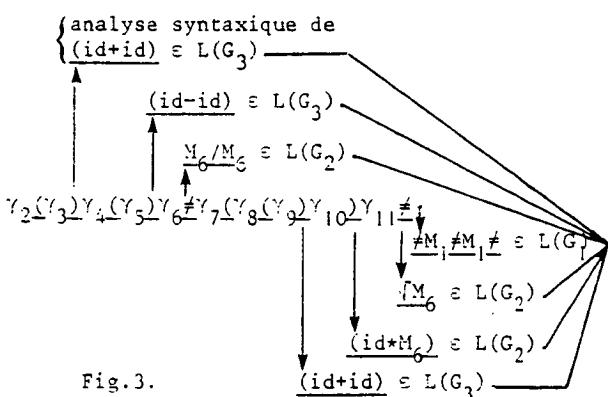 analyse syntaxique de
(id+id) ε L(G₃)
(id-id) ε L(G₃)
M₆/M₆ ε L(G₂)
γ₂(γ₃)γ₄(γ₅)γ₆≠γ₇(γ₈(γ₉)γ₁₀)γ₁₁≠
≠M₁≠M₁≠ ε L(G₁
√M₆ ε L(G₂)
(id*M₆) ε L(G₂)
Fig.3. (id+id) ε L(G₃)